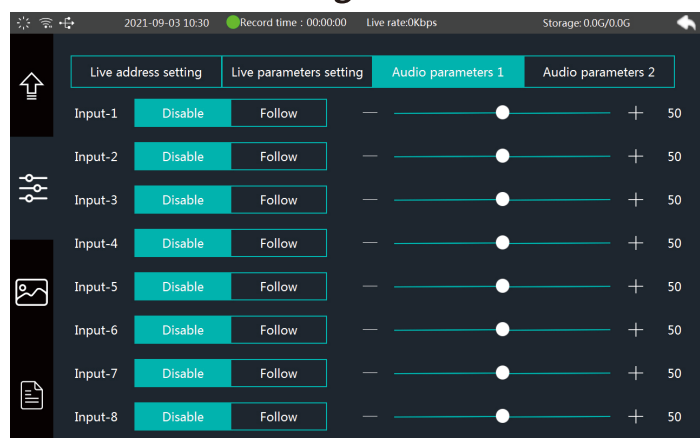 2021-09-03 10:30 Record time : 00:00:00 Live rate:0Kbps Storage: 0.0G/0.0G
Live address setting Live parameters setting Audio parameters 1 Audio parameters 2
Input-1 Disable Follow — + 50
Input-2 Disable Follow — + 50
Input-3 Disable Follow — + 50
Input-4 Disable Follow — + 50
Input-5 Disable Follow — + 50
Input-6 Disable Follow — + 50
Input-7 Disable Follow — + 50
Input-8 Disable Follow — + 50